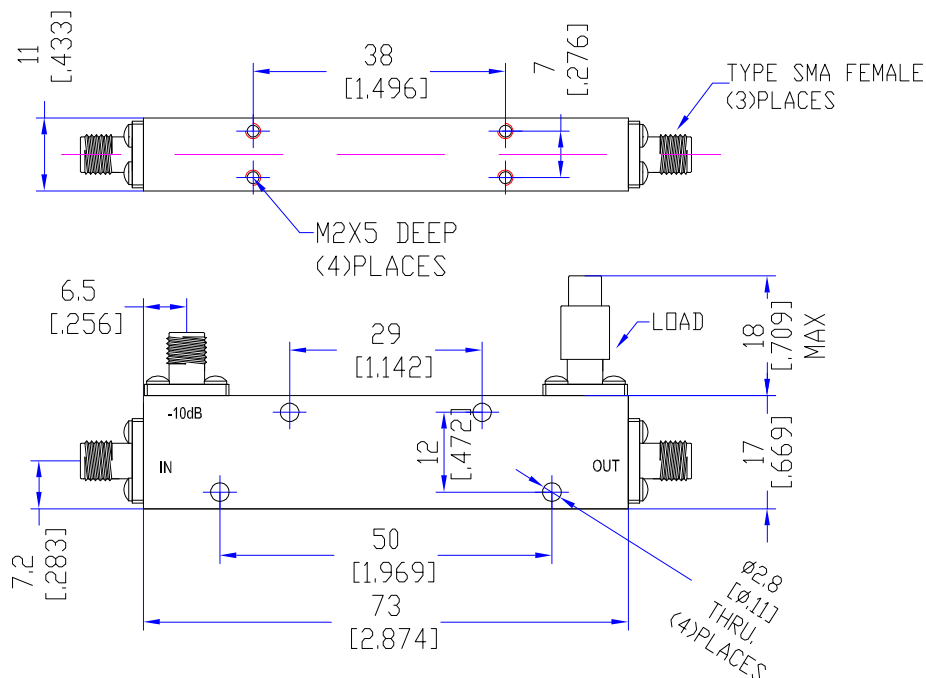 11
[.433]
38
[1.496]
7
[.276]
TYPE SMA FEMALE
(3)PLACES
M2X5 DEEP
(4)PLACES
6.5
[.256]
29
[1.142]
LOAD
18
[.709]
MAX
-10dB
12
[.472]
IN
OUT
17
[.669]
7.2
[.283]
50
[1.969]
73
[2.874]
Ø2.8
[Ø.11]
THRU.
(4)PLACES